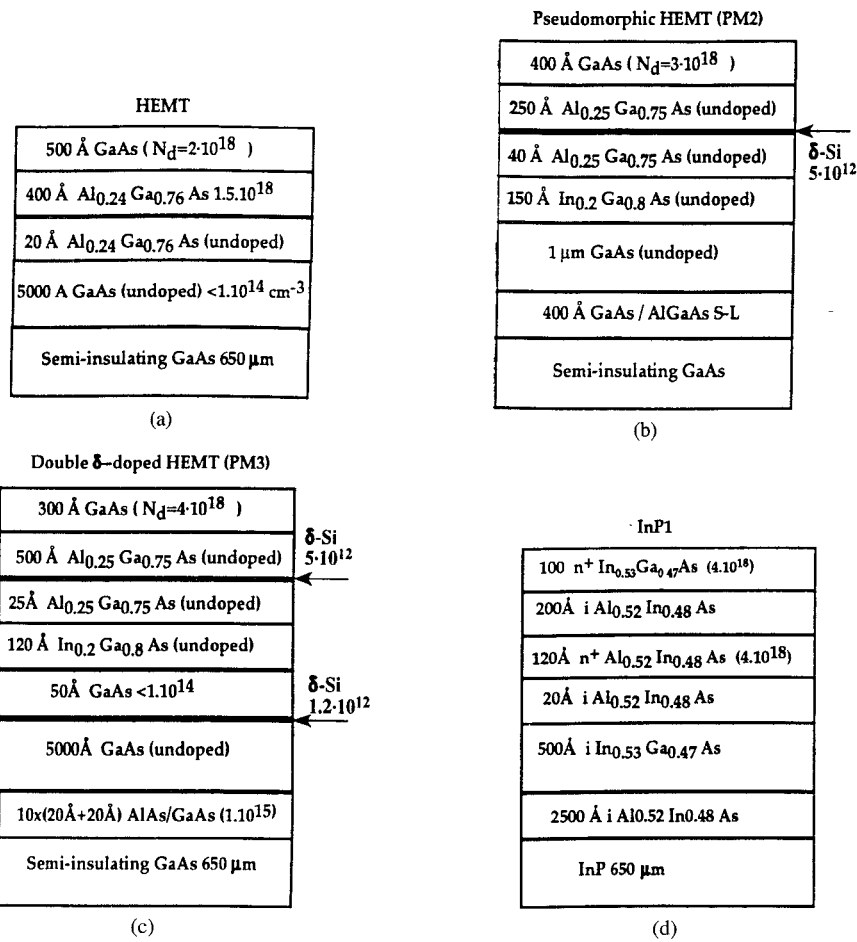 HEMT
500 Å GaAs ( Nd=2·10^18 )
400 Å Al0.24 Ga0.76 As 1.5.10^18
20 Å Al0.24 Ga0.76 As (undoped)
5000 A GaAs (undoped) <1.10^14 cm-3
Semi-insulating GaAs 650 µm
(a)
Pseudomorphic HEMT (PM2)
400 Å GaAs ( Nd=3·10^18 )
250 Å Al0.25 Ga0.75 As (undoped)
δ-Si
5·10^12
40 Å Al0.25 Ga0.75 As (undoped)
150 Å In0.2 Ga0.8 As (undoped)
1 µm GaAs (undoped)
400 Å GaAs / AlGaAs S-L
Semi-insulating GaAs
(b)
Double δ-doped HEMT (PM3)
300 Å GaAs ( Nd=4·10^18 )
500 Å Al0.25 Ga0.75 As (undoped)
δ-Si
5·10^12
25Å Al0.25 Ga0.75 As (undoped)
120 Å In0.2 Ga0.8 As (undoped)
50Å GaAs <1.10^14
δ-Si
1.2·10^12
5000Å GaAs (undoped)
10x(20Å+20Å) AlAs/GaAs (1.10^15)
Semi-insulating GaAs 650 µm
(c)
InP1
100 n+ In0.53Ga0.47As (4.10^18)
200Å i Al0.52 In0.48 As
120Å n+ Al0.52 In0.48 As (4.10^18)
20Å i Al0.52 In0.48 As
500Å i In0.53 Ga0.47 As
2500 Å i Al0.52 In0.48 As
InP 650 µm
(d)